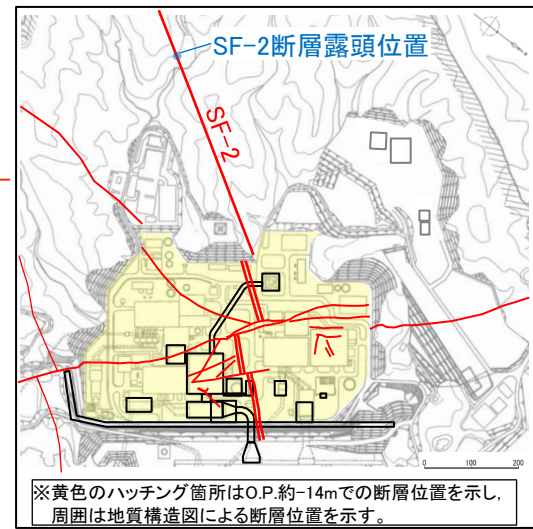 SF-2断層露頭位置
SF-2
0 100 200
※黄色のハッチング箇所はO.P.約-14mでの断層位置を示し,
周囲は地質構造図による断層位置を示す。